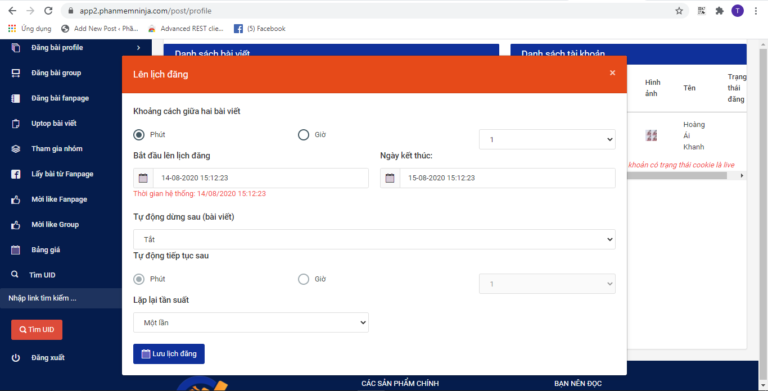 app2.phanmemninja.com/post/profile
T
Ứng dụng
Add New Post ‹ Phầ...
Advanced REST clie...
(5) Facebook
Đăng bài profile
Đăng bài group
Đăng bài fanpage
Uptop bài viết
Tham gia nhóm
Lấy bài từ Fanpage
Mời like Fanpage
Mời like Group
Bảng giá
Tìm UID
Nhập link tìm kiếm ...
Tìm UID
Đăng xuất
Danh sách bài viết
Danh sách tài khoản
Lên lịch đăng
×
Khoảng cách giữa hai bài viết
Phút
Giờ
1
Bắt đầu lên lịch đăng
Ngày kết thúc:
14-08-2020 15:12:23
15-08-2020 15:12:23
Thời gian hệ thống: 14/08/2020 15:12:23
Tự động dừng sau (bài viết)
Tắt
Tự động tiếp tục sau
Phút
Giờ
1
Lặp lại tần suất
Một lần
Lưu lịch đăng
Hình
ảnh
Tên
Trạng
thái
đăng
Hoàng
Ái
Khanh
khoản có trạng thái cookie là live
CÁC SẢN PHẨM CHÍNH
BẠN NÊN ĐỌC